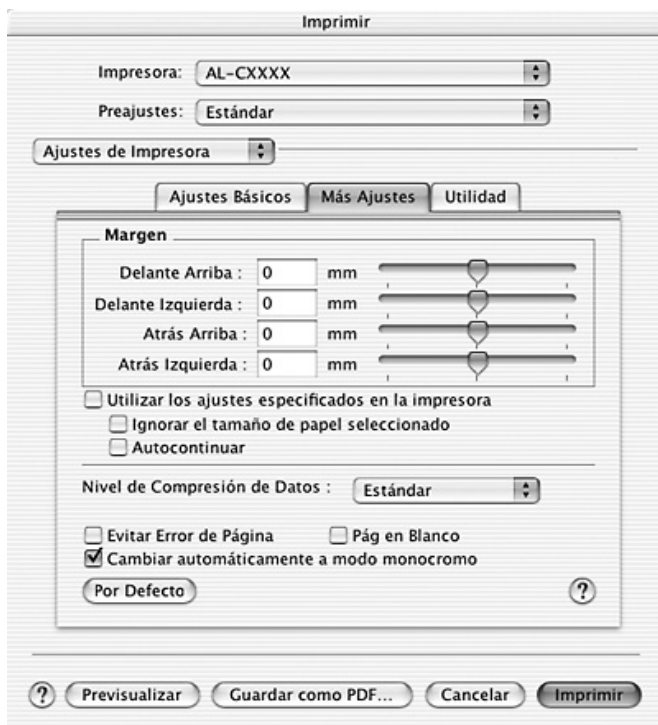 Imprimir
Impresora: AL-CXXXX
Preajustes: Estándar
Ajustes de Impresora
Ajustes Básicos Más Ajustes Utilidad
Margen
Delante Arriba : 0 mm
Delante Izquierda : 0 mm
Atrás Arriba : 0 mm
Atrás Izquierda : 0 mm
Utilizar los ajustes especificados en la impresora
Ignorar el tamaño de papel seleccionado
Autocontinuar
Nivel de Compresión de Datos : Estándar
Evitar Error de Página Pág en Blanco
Cambiar automáticamente a modo monocromo
Por Defecto ?
? Previsualizar Guardar como PDF... Cancelar Imprimir